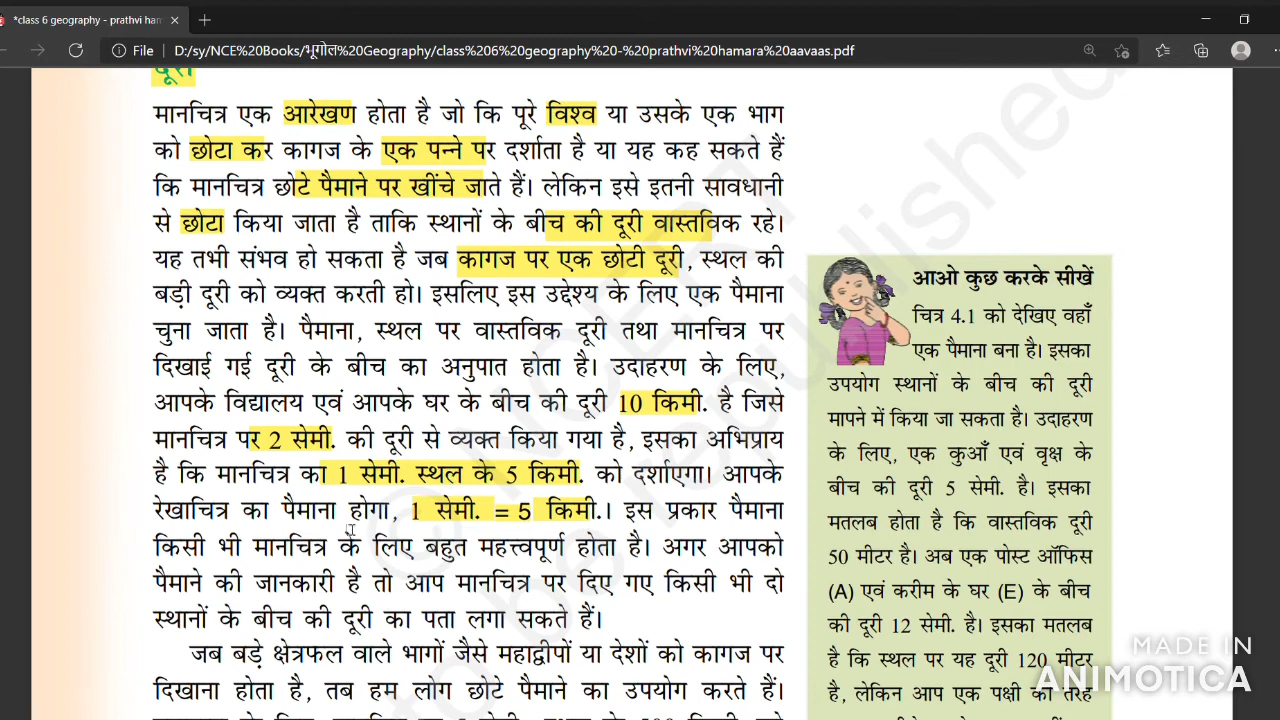 *class 6 geography - prathvi ham
File
D:/sy/NCE%20Books/भूगोल%20Geography/class%206%20geography%20-%20prathvi%20hamara%20aavaas.pdf
दूरी
मानचित्र एक आरेखण होता है जो कि पूरे विश्व या उसके एक भाग
को छोटा कर कागज के एक पन्ने पर दर्शाता है या यह कह सकते हैं
कि मानचित्र छोटे पैमाने पर खींचे जाते हैं। लेकिन इसे इतनी सावधानी
से छोटा किया जाता है ताकि स्थानों के बीच की दूरी वास्तविक रहे।
यह तभी संभव हो सकता है जब कागज पर एक छोटी दूरी, स्थल की
बड़ी दूरी को व्यक्त करती हो। इसलिए इस उद्देश्य के लिए एक पैमाना
चुना जाता है। पैमाना, स्थल पर वास्तविक दूरी तथा मानचित्र पर
दिखाई गई दूरी के बीच का अनुपात होता है। उदाहरण के लिए,
आपके विद्यालय एवं आपके घर के बीच की दूरी 10 किमी. है जिसे
मानचित्र पर 2 सेमी. की दूरी से व्यक्त किया गया है, इसका अभिप्राय
है कि मानचित्र का 1 सेमी. स्थल के 5 किमी. को दर्शाएगा। आपके
रेखाचित्र का पैमाना होगा, 1 सेमी. = 5 किमी.। इस प्रकार पैमाना
किसी भी मानचित्र के लिए बहुत महत्त्वपूर्ण होता है। अगर आपको
पैमाने की जानकारी है तो आप मानचित्र पर दिए गए किसी भी दो
स्थानों के बीच की दूरी का पता लगा सकते हैं।
जब बड़े क्षेत्रफल वाले भागों जैसे महाद्वीपों या देशों को कागज पर
दिखाना होता है, तब हम लोग छोटे पैमाने का उपयोग करते हैं।
आओ कुछ करके सीखें
चित्र 4.1 को देखिए वहाँ
एक पैमाना बना है। इसका
उपयोग स्थानों के बीच की दूरी
मापने में किया जा सकता है। उदाहरण
के लिए, एक कुआँ एवं वृक्ष के
बीच की दूरी 5 सेमी. है। इसका
मतलब होता है कि वास्तविक दूरी
50 मीटर है। अब एक पोस्ट ऑफिस
(A) एवं करीम के घर (E) के बीच
की दूरी 12 सेमी. है। इसका मतलब
है कि स्थल पर यह दूरी 120 मीटर
है, लेकिन आप एक पक्षी की तरह
© NCERT
be republished
MADE IN
ANIMOTICA